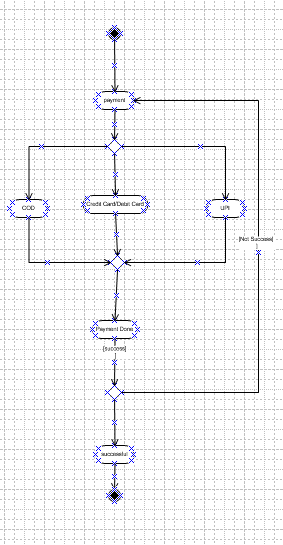 payment
COD
Credit Card/Debit Card
UPI
[Not Success]
Payment Done
[success]
successful